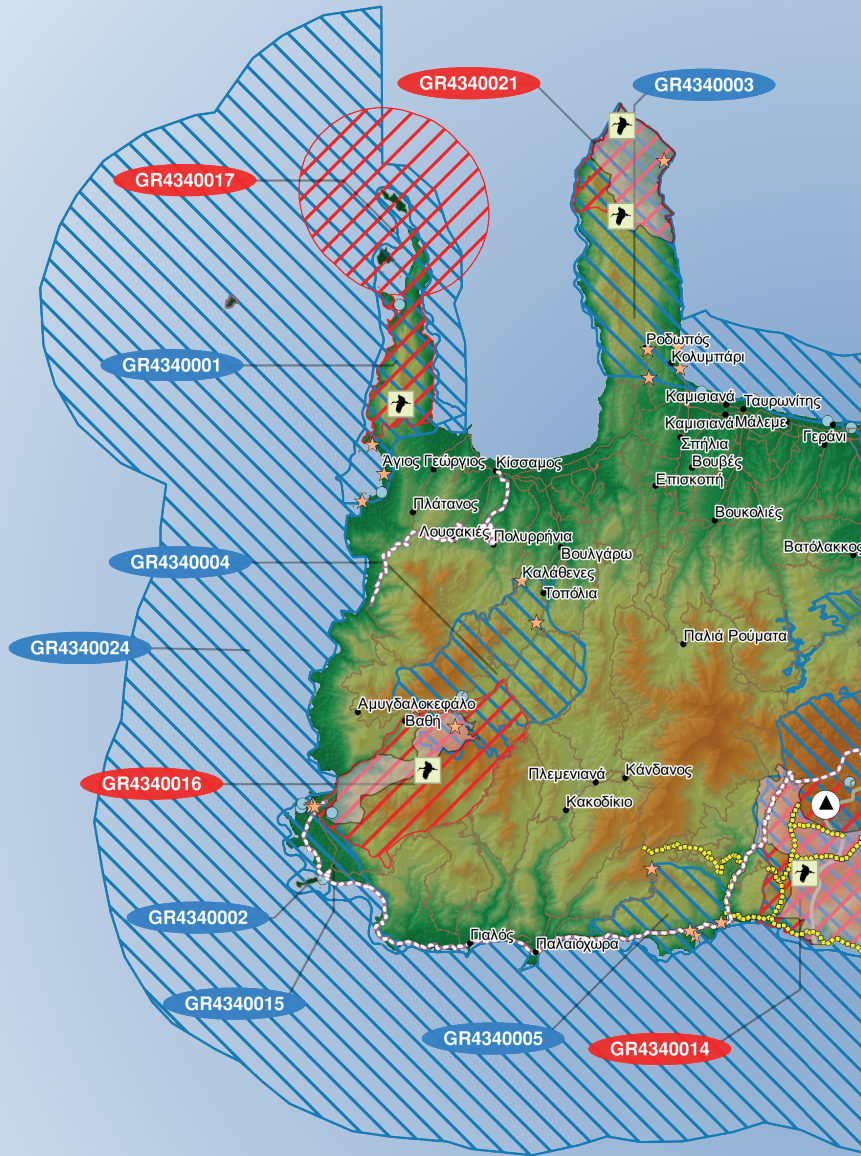 GR4340021
GR4340003
GR4340017
Ροδωπός
GR4340001
Κολυμπάρι
Καμισιανά
Ταυρωνίτης
Καμισιανά
Μάλεμε
Γεράνι
Σπήλια
Άγιος Γεώργιος
Κίσσαμος
Βουβές
Επισκοπή
Πλάτανος
Βουκολιές
Λουσακιές
Πολυρρήνια
Βουλγάρω
Βατόλακκος
GR4340004
Καλάθενες
Τοπόλια
Παλιά Ρούματα
GR4340024
Αμυγδαλοκεφάλο
Βαθή
Πλεμενιανά
Κάνδανος
GR4340016
Κακοδίκιο
GR4340002
Γιαλός
Παλαιόχωρα
GR4340015
GR4340005
GR4340014